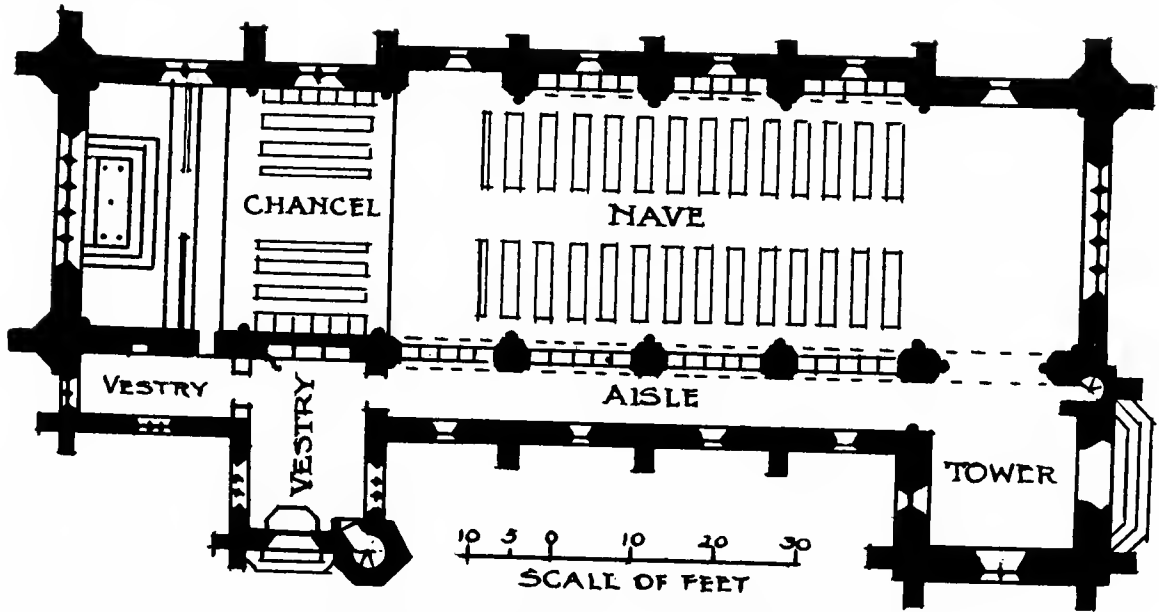 CHANCEL
NAVE
VESTRY
VESTRY
AISLE
TOWER
10 5 0 10 20 30
SCALE OF FEET